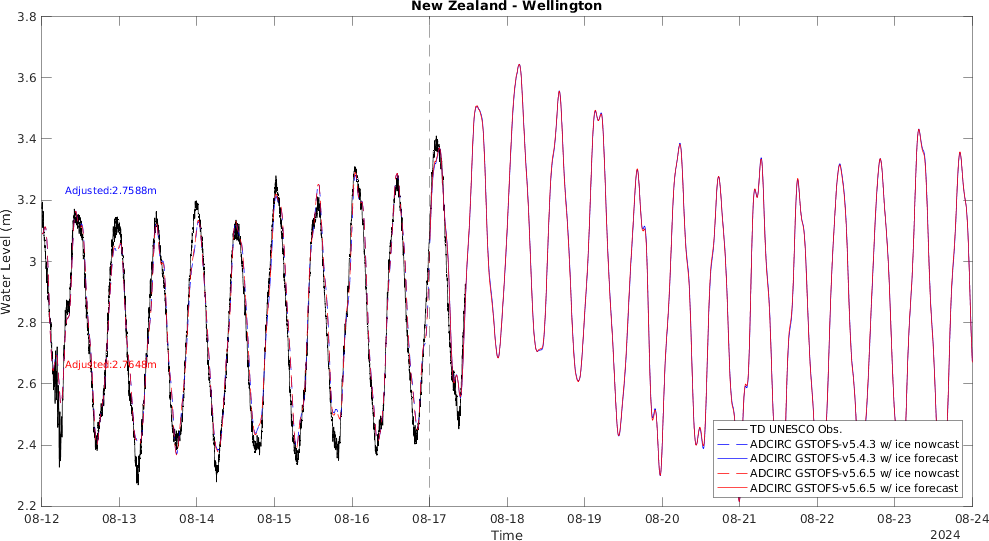 New Zealand - Wellington
3.8
3.6
3.4
3.2
3
2.8
2.6
2.4
2.2
Water Level (m)
Adjusted:2.7588m
Adjusted:2.7648m
TD UNESCO Obs.
ADCIRC GSTOFS-v5.4.3 w/ ice nowcast
ADCIRC GSTOFS-v5.4.3 w/ ice forecast
ADCIRC GSTOFS-v5.6.5 w/ ice nowcast
ADCIRC GSTOFS-v5.6.5 w/ ice forecast
08-12 08-13 08-14 08-15 08-16 08-17 08-18 08-19 08-20 08-21 08-22 08-23 08-24
Time
2024